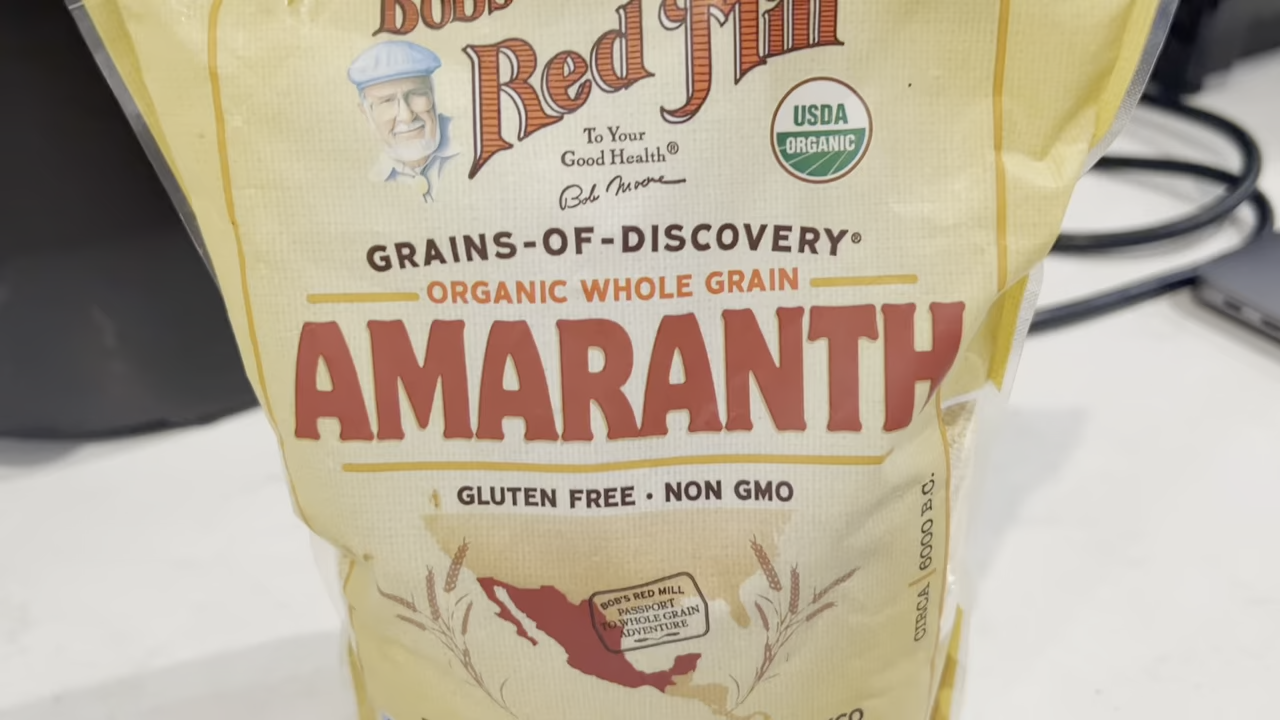 Bob's
Red Mill
To Your
Good Health®
Bob Moore
USDA
ORGANIC
GRAINS-OF-DISCOVERY®
ORGANIC WHOLE GRAIN
AMARANTH
GLUTEN FREE • NON GMO
BOB'S RED MILL
PASSPORT
TO WHOLE GRAIN
ADVENTURE
CIRCA | 6000 B.C.